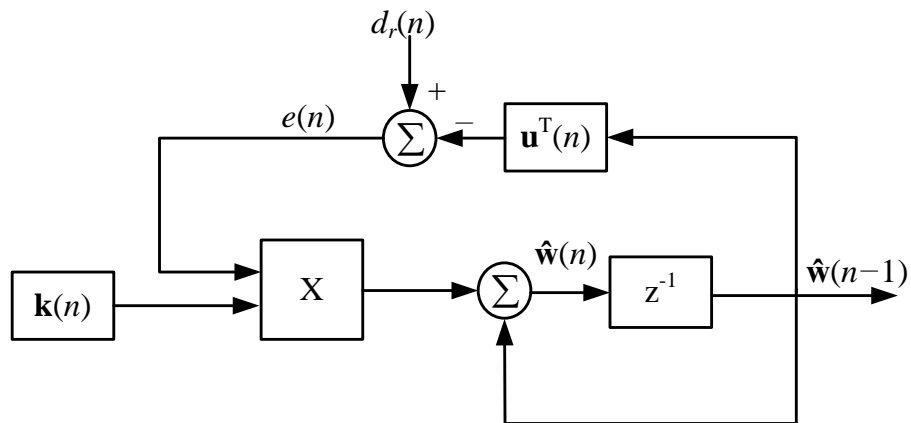 d_r(n)
+
e(n)
Σ
−
u^T(n)
k(n)
X
Σ
ŵ(n)
z^-1
ŵ(n−1)